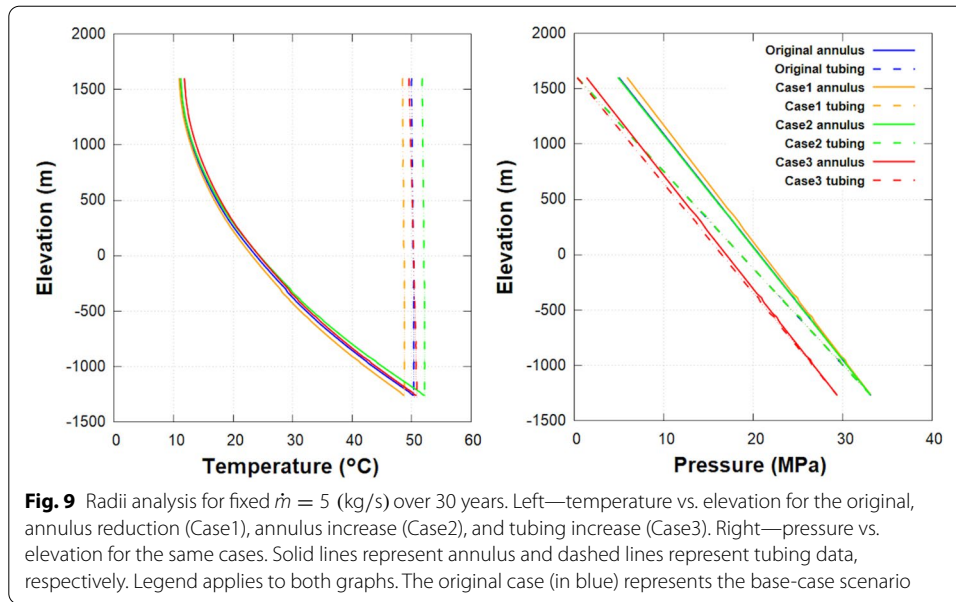 2000
1500
1000
500
0
-500
-1000
-1500
Elevation (m)
0 10 20 30 40 50 60
Temperature (°C)
2000
1500
1000
500
0
-500
-1000
-1500
Elevation (m)
0 10 20 30 40
Pressure (MPa)
Original annulus
Original tubing
Case1 annulus
Case1 tubing
Case2 annulus
Case2 tubing
Case3 annulus
Case3 tubing
Fig. 9 Radii analysis for fixed ṁ = 5 (kg/s) over 30 years. Left—temperature vs. elevation for the original,
annulus reduction (Case1), annulus increase (Case2), and tubing increase (Case3). Right—pressure vs.
elevation for the same cases. Solid lines represent annulus and dashed lines represent tubing data,
respectively. Legend applies to both graphs. The original case (in blue) represents the base-case scenario